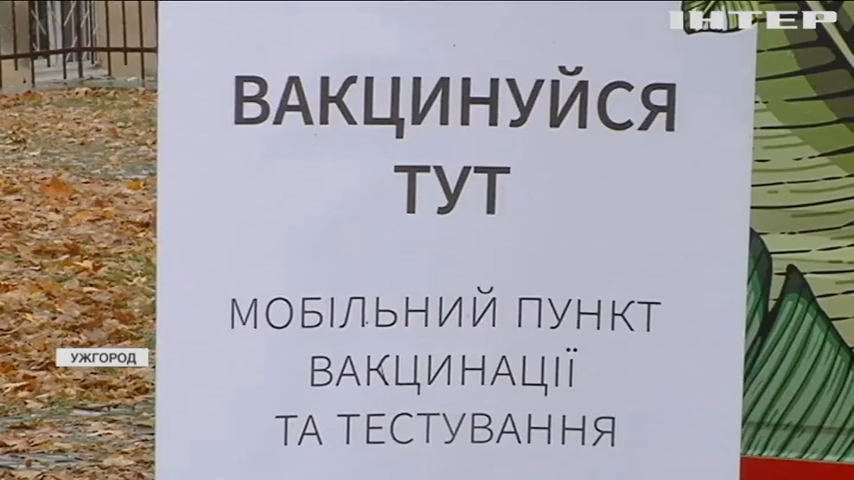 ІНТЕР
ВАКЦИНУЙСЯ
ТУТ
МОБІЛЬНИЙ ПУНКТ
ВАКЦИНАЦІЇ
ТА ТЕСТУВАННЯ
УЖГОРОД